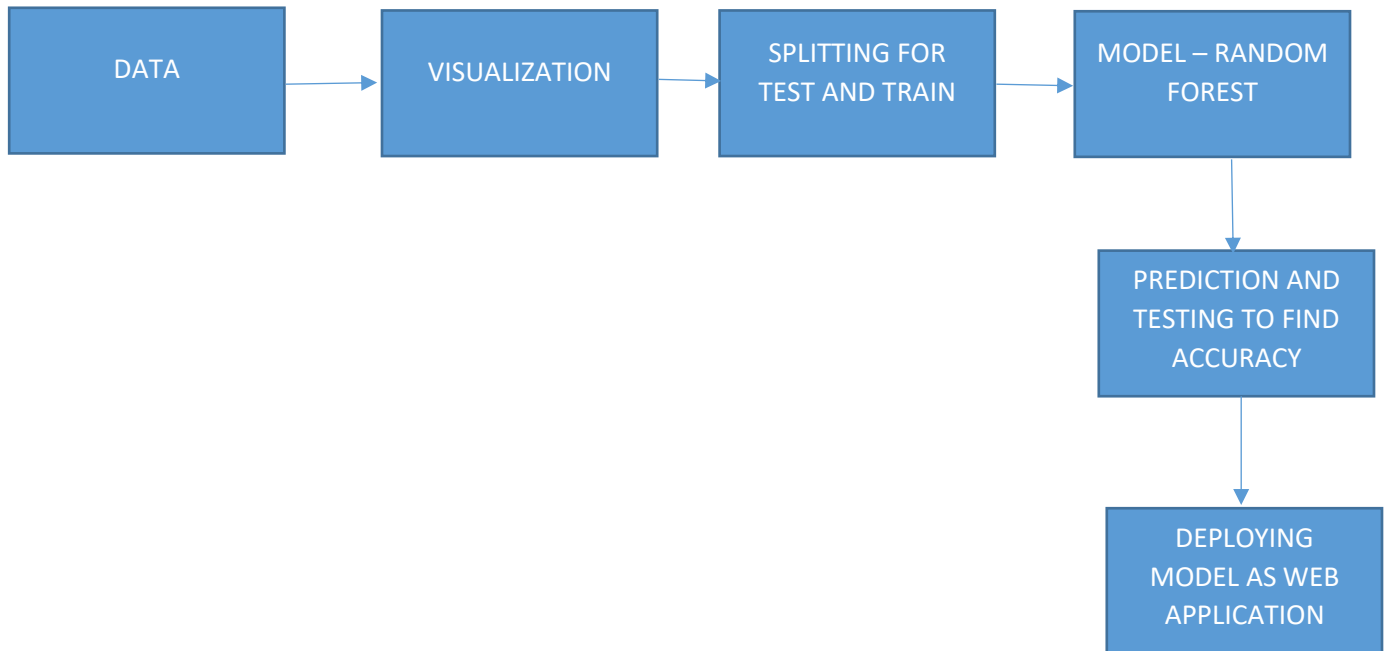 DATA
VISUALIZATION
SPLITTING FOR
TEST AND TRAIN
MODEL – RANDOM
FOREST
PREDICTION AND
TESTING TO FIND
ACCURACY
DEPLOYING
MODEL AS WEB
APPLICATION